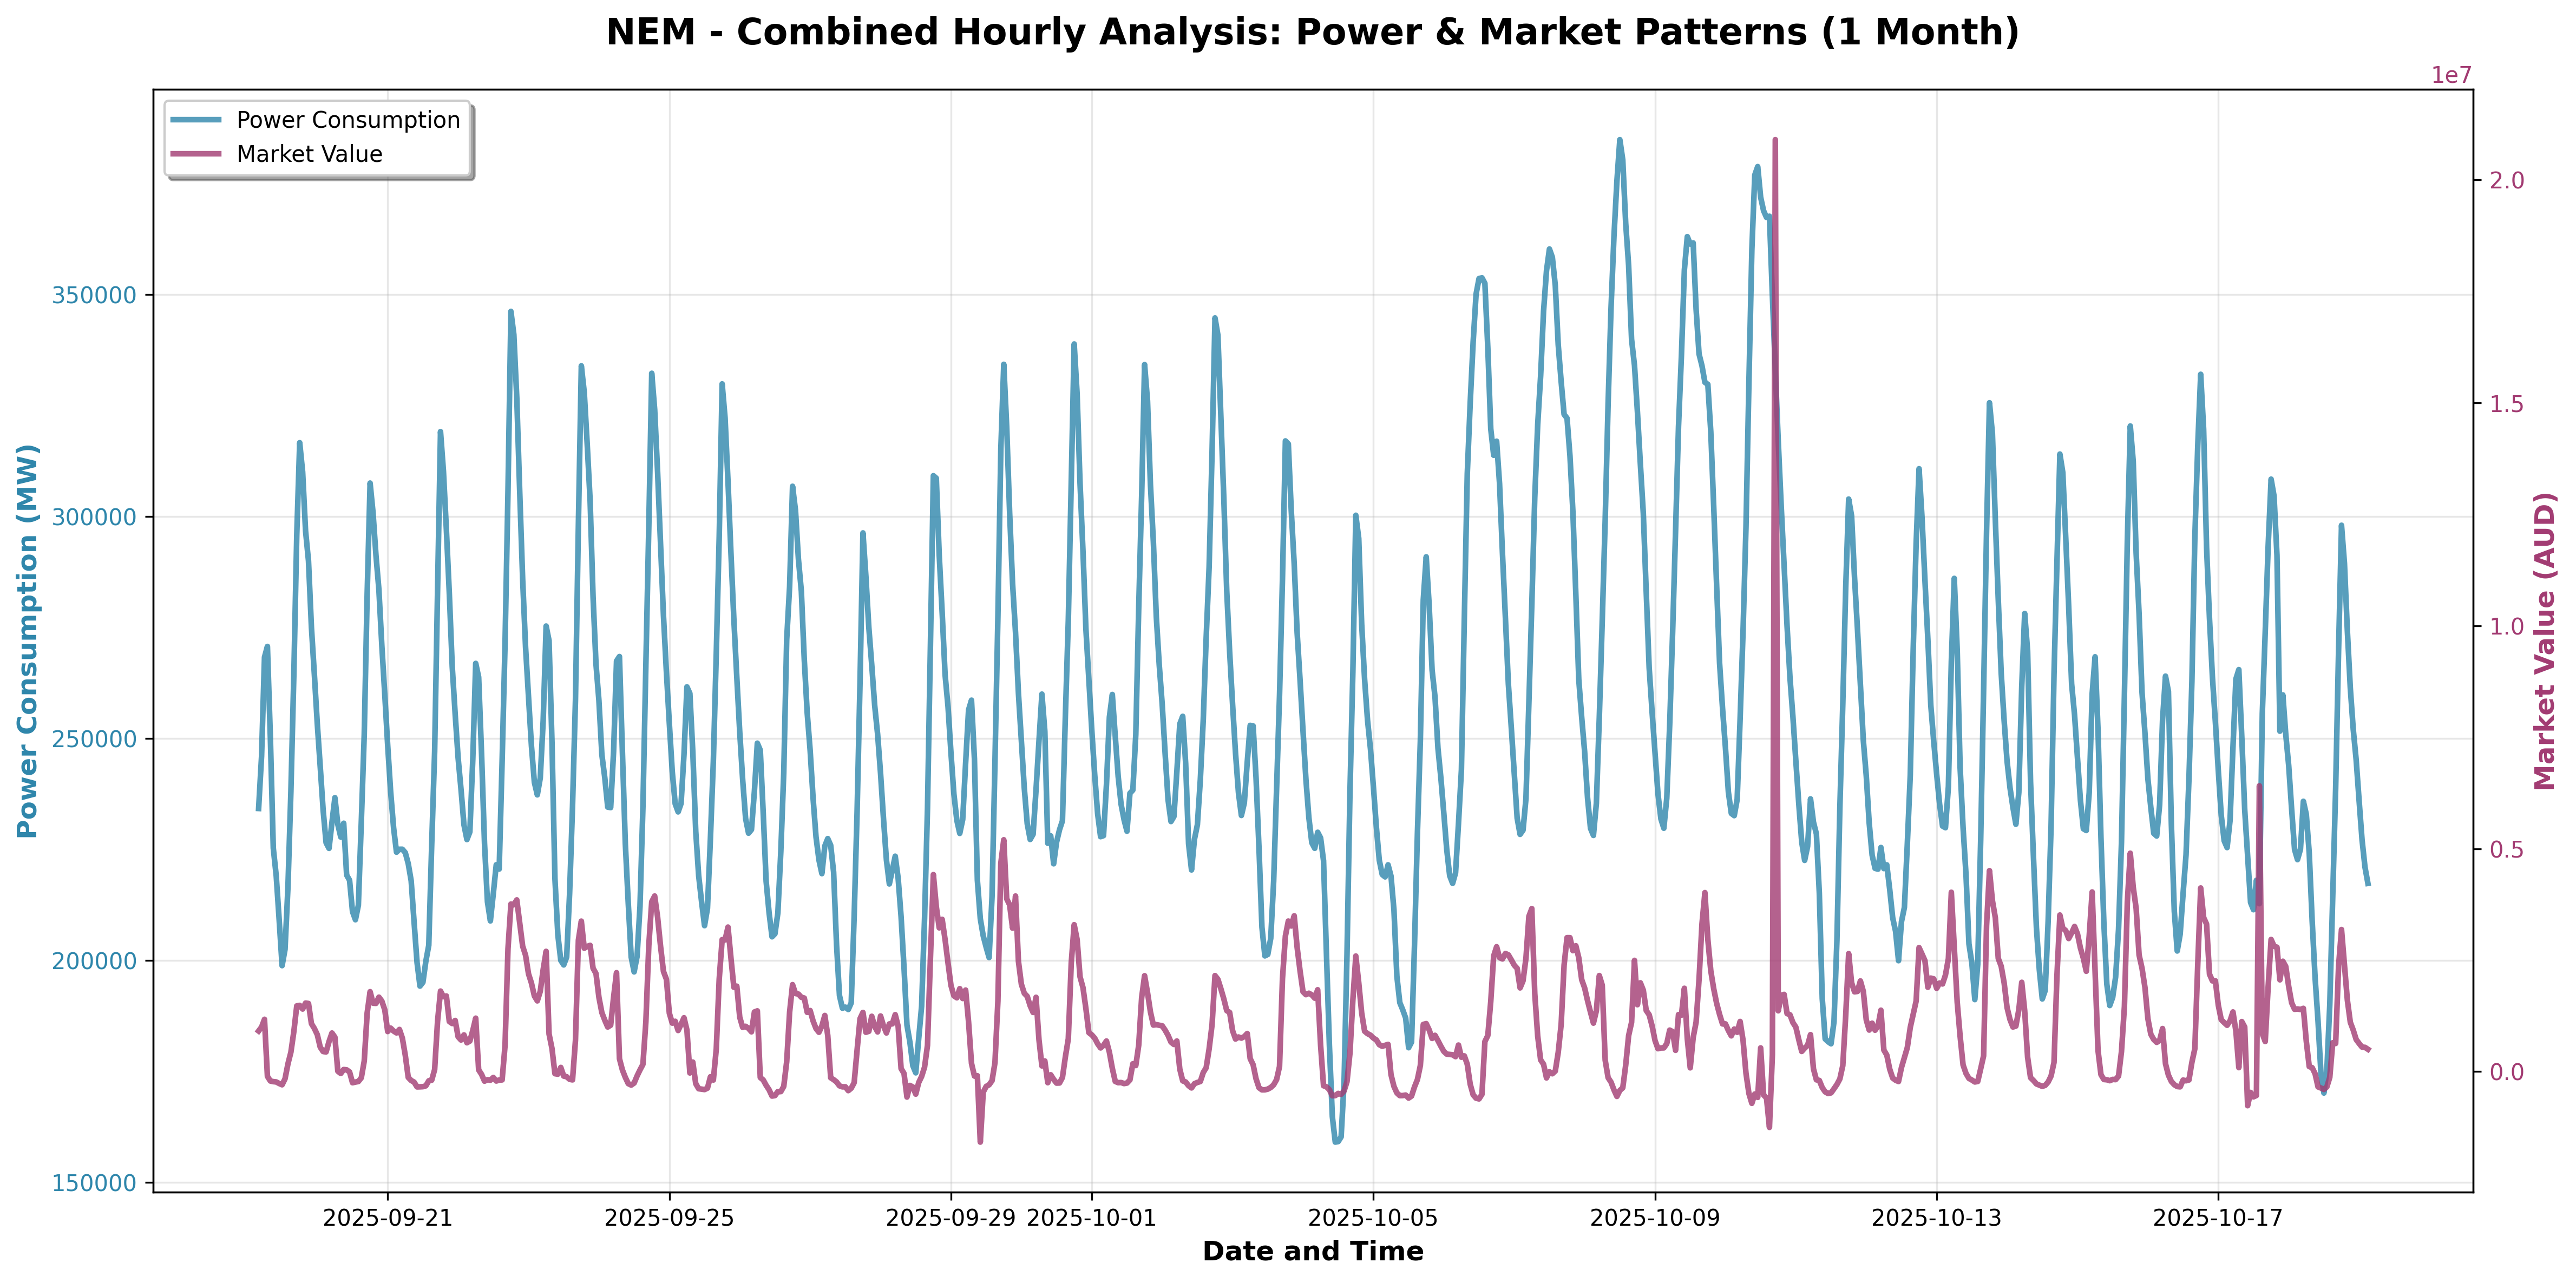 NEM - Combined Hourly Analysis: Power & Market Patterns (1 Month)
1e7
Power Consumption
Market Value
350000
300000
250000
200000
150000
Power Consumption (MW)
2.0
1.5
1.0
0.5
0.0
Market Value (AUD)
2025-09-21
2025-09-25
2025-09-29
2025-10-01
2025-10-05
2025-10-09
2025-10-13
2025-10-17
Date and Time